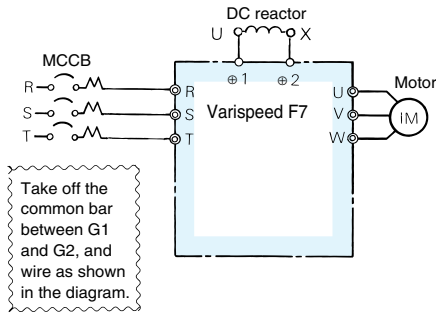 DC reactor
U X
MCCB
⊕1 ⊕2
Motor
R R U
S S Varispeed F7 V IM
T T W
Take off the
common bar
between G1
and G2, and
wire as shown
in the diagram.